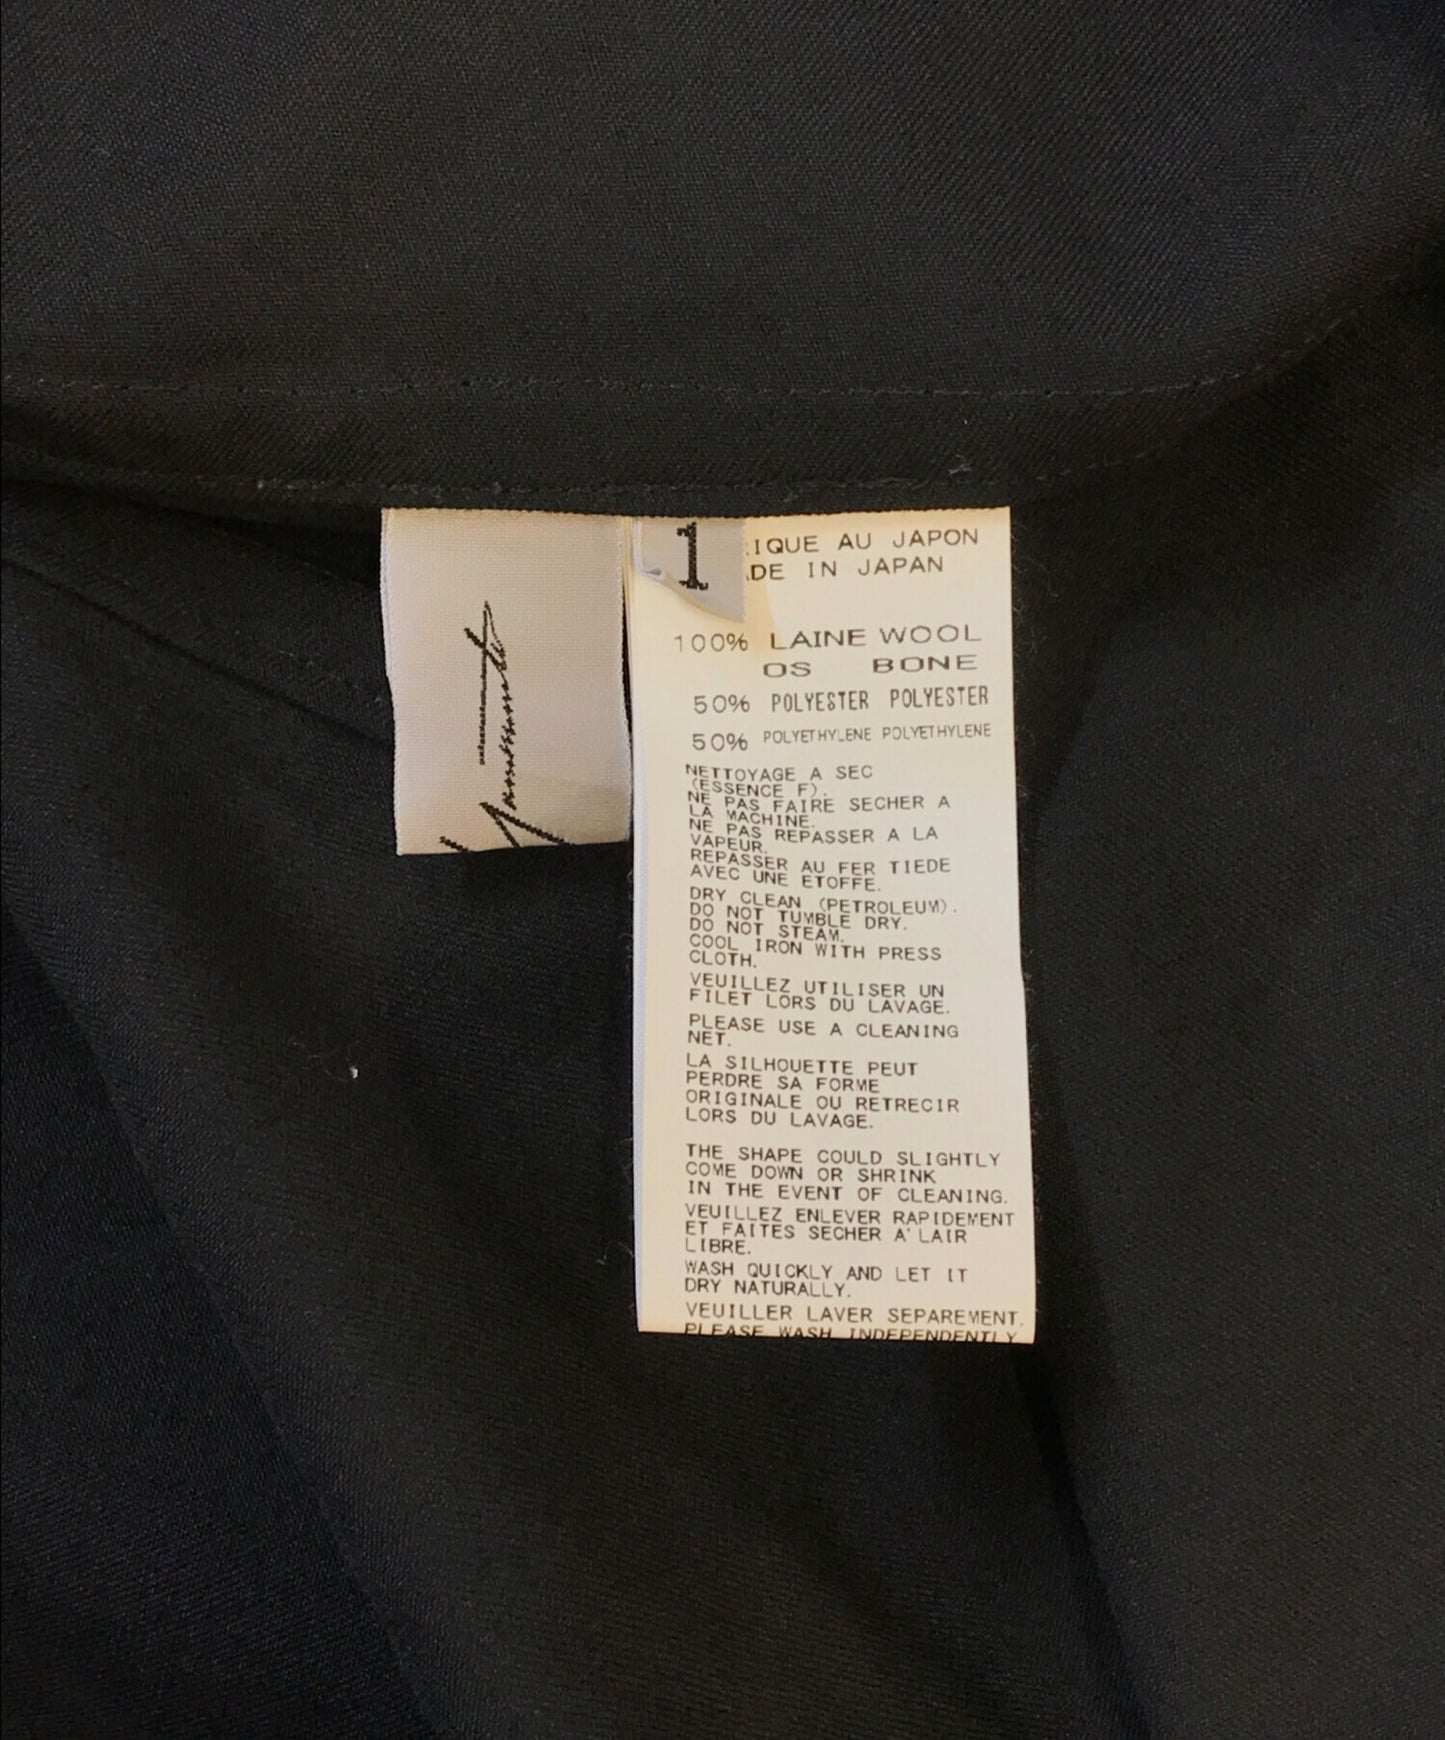 1
RIQUE AU JAPON
ADE IN JAPAN
100% LAINE WOOL
OS BONE
50% POLYESTER POLYESTER
50% POLYETHYLENE POLYETHYLENE
NETTOYAGE A SEC
(ESSENCE F).
NE PAS FAIRE SECHER A
LA MACHINE.
NE PAS REPASSER A LA
VAPEUR.
REPASSER AU FER TIEDE
AVEC UNE ETOFFE.
DRY CLEAN (PETROLEUM).
DO NOT TUMBLE DRY.
DO NOT STEAM.
COOL IRON WITH PRESS
CLOTH.
VEUILLEZ UTILISER UN
FILET LORS DU LAVAGE.
PLEASE USE A CLEANING
NET.
LA SILHOUETTE PEUT
PERDRE SA FORME
ORIGINALE OU RETRECIR
LORS DU LAVAGE.
THE SHAPE COULD SLIGHTLY
COME DOWN OR SHRINK
IN THE EVENT OF CLEANING.
VEUILLEZ ENLEVER RAPIDEMENT
ET FAITES SECHER A'LAIR
LIBRE.
WASH QUICKLY AND LET IT
DRY NATURALLY.
VEUILLER LAVER SEPAREMENT.
PLEASE WASH INDEPENDENTLY